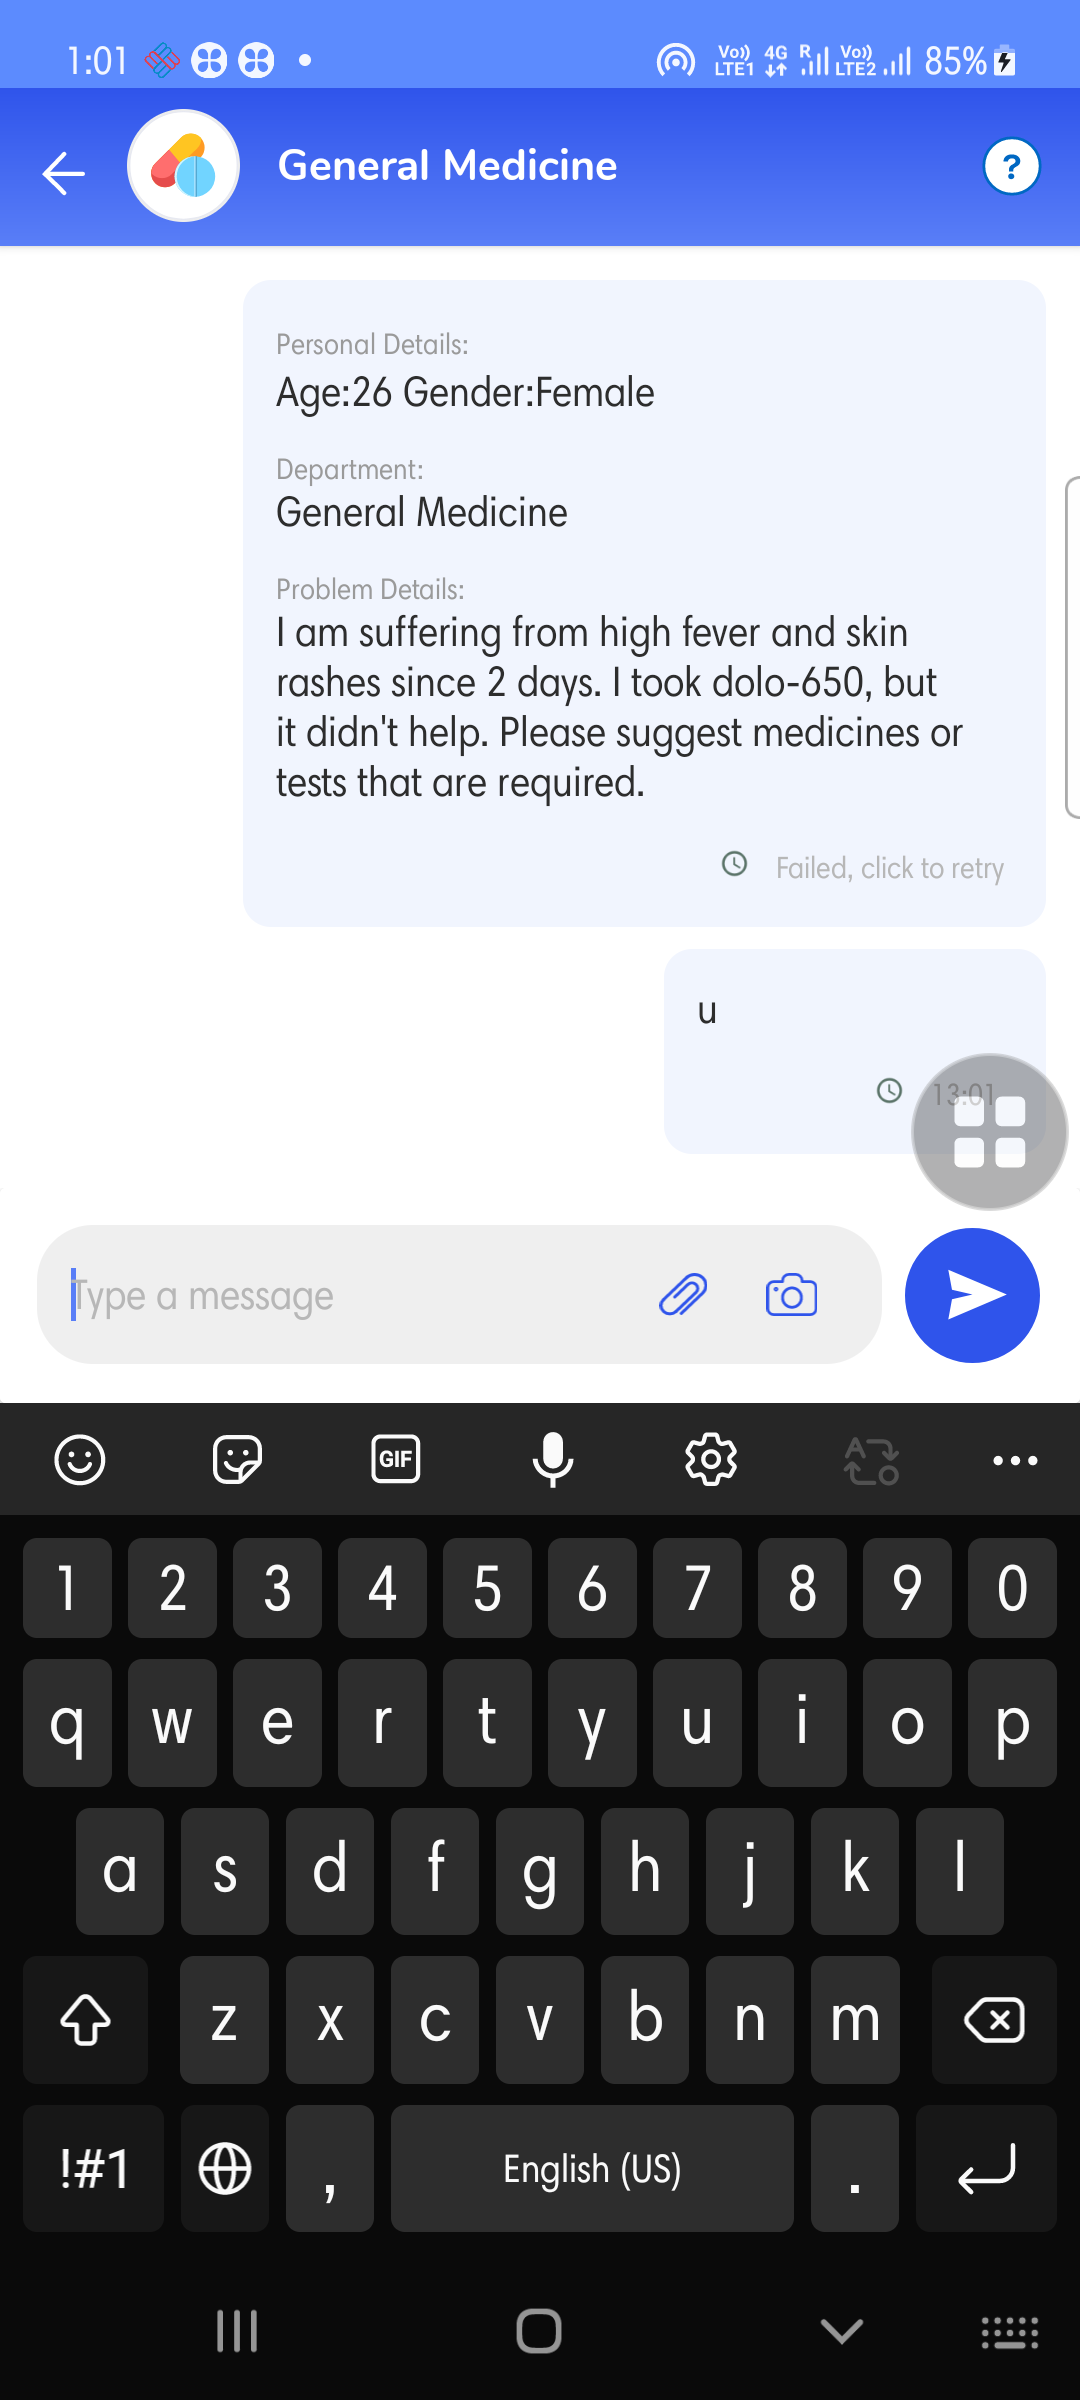 1:01
Vo)) 4G R Vo))
LTE1 LTE2 85%
General Medicine
?
Personal Details:
Age:26 Gender:Female
Department:
General Medicine
Problem Details:
I am suffering from high fever and skin
rashes since 2 days. I took dolo-650, but
it didn't help. Please suggest medicines or
tests that are required.
Failed, click to retry
u
13:01
Type a message
GIF
1 2 3 4 5 6 7 8 9 0
q w e r t y u i o p
a s d f g h j k l
z x c v b n m
!#1 , English (US) .